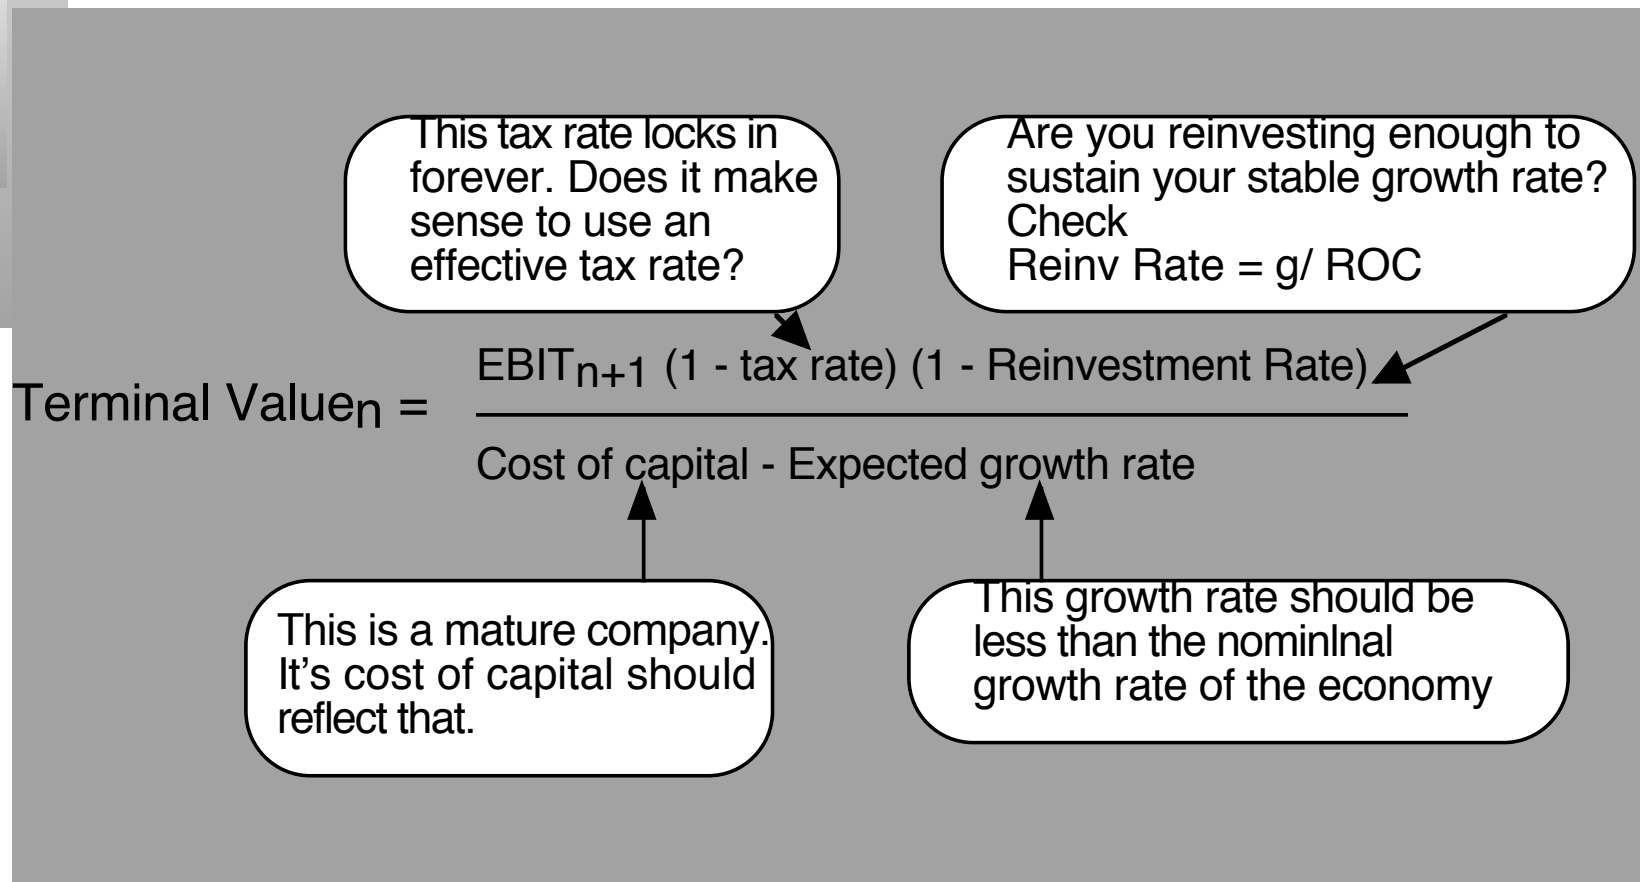 This tax rate locks in
forever. Does it make
sense to use an
effective tax rate?
Are you reinvesting enough to
sustain your stable growth rate?
Check
Reinv Rate = g/ ROC
EBITn+1 (1 - tax rate) (1 - Reinvestment Rate)
Terminal Valuen =
Cost of capital - Expected growth rate
This is a mature company.
It’s cost of capital should
reflect that.
This growth rate should be
less than the nominlnal
growth rate of the economy